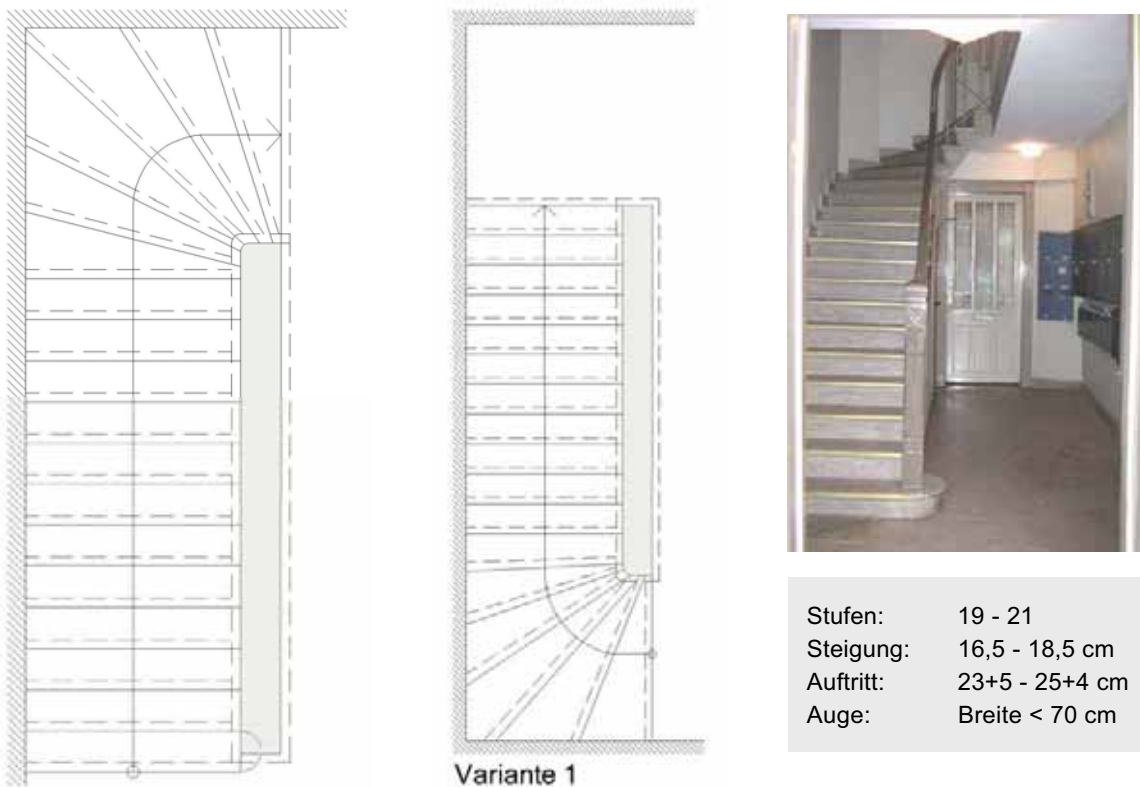 Variante 1
Stufen: 19 - 21
Steigung: 16,5 - 18,5 cm
Auftritt: 23+5 - 25+4 cm
Auge: Breite < 70 cm